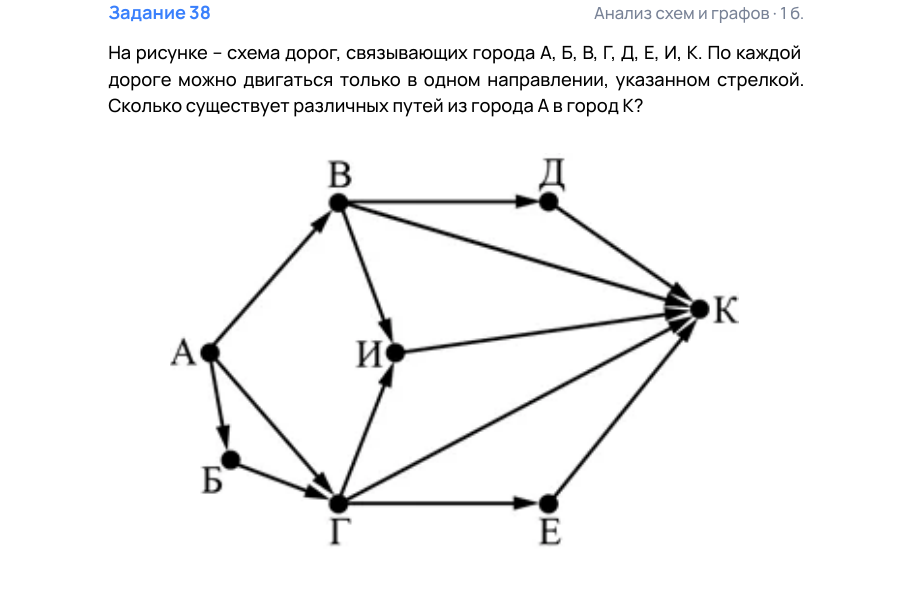 Задание 38
Анализ схем и графов · 1 б.
На рисунке – схема дорог, связывающих города А, Б, В, Г, Д, Е, И, К. По каждой
дороге можно двигаться только в одном направлении, указанном стрелкой.
Сколько существует различных путей из города А в город К?
В
Д
К
А
И
Б
Г
Е